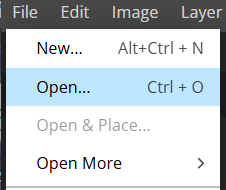 File Edit Image Layer
New... Alt+Ctrl + N
Open... Ctrl + O
Open & Place...
Open More >